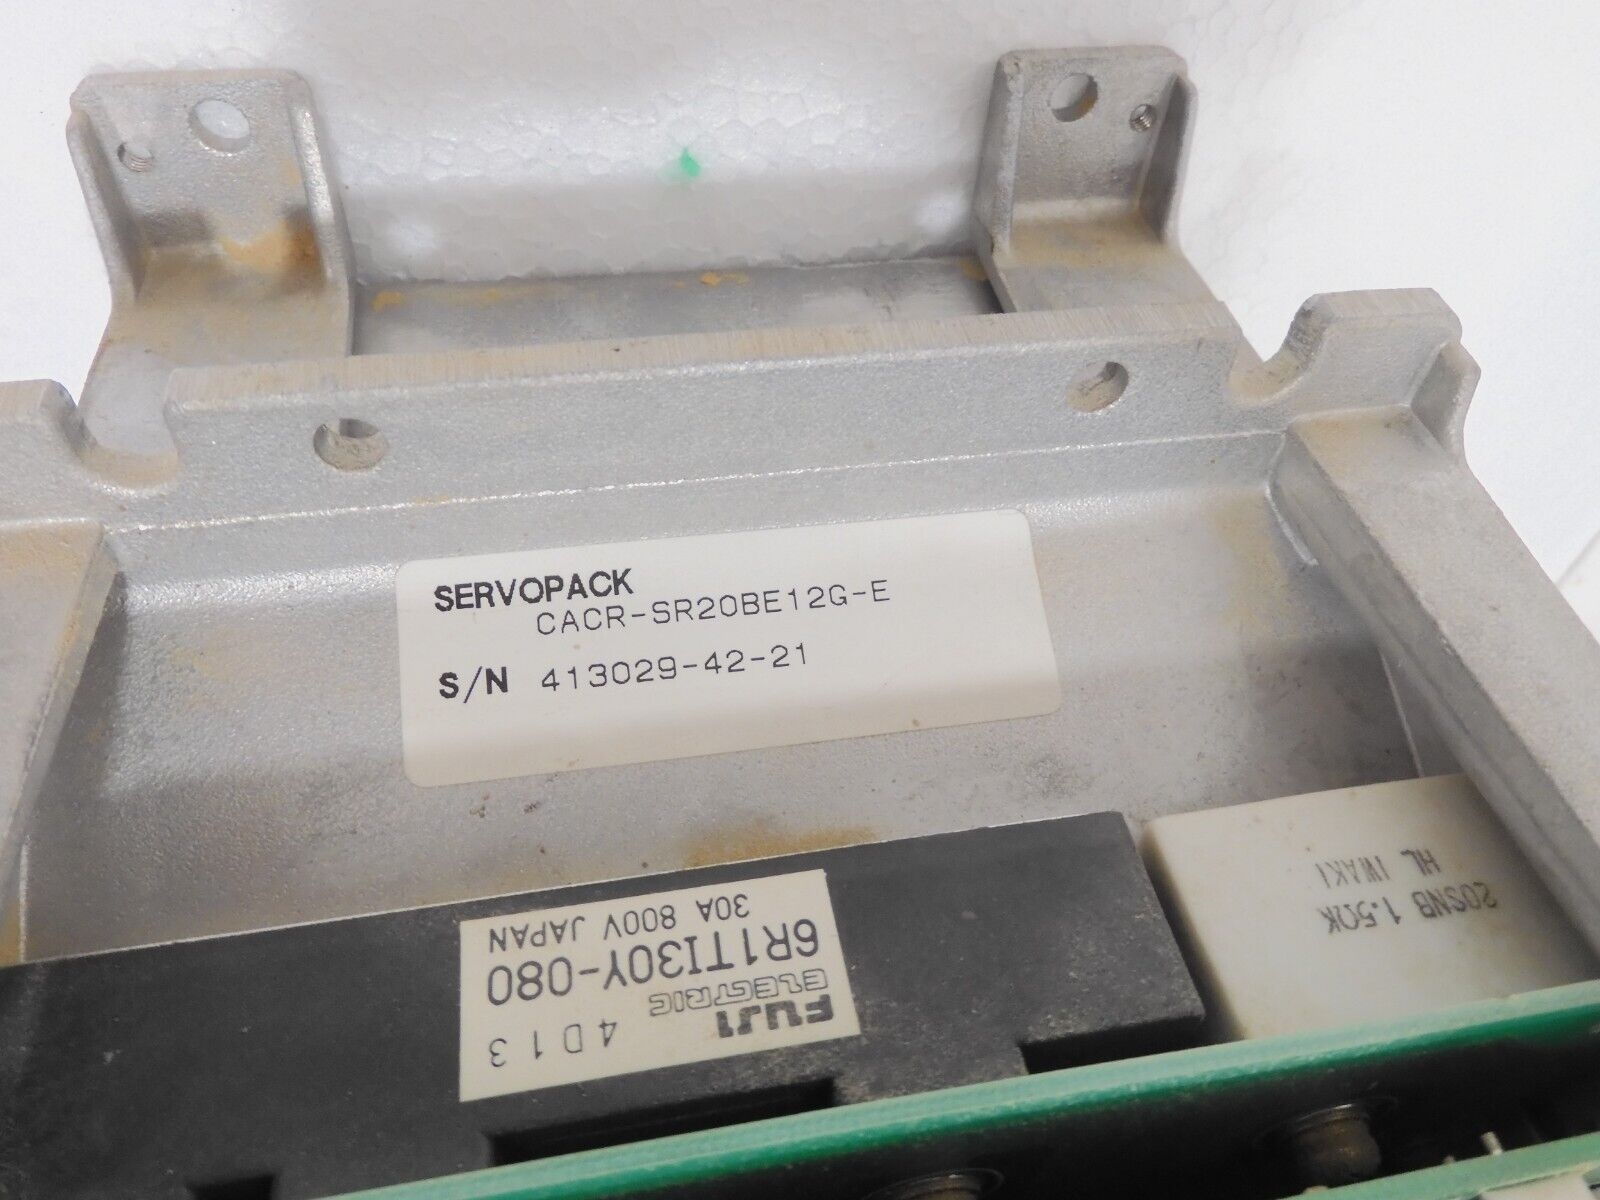 SERVOPACK
CACR-SR20BE12G-E
S/N 413029-42-21
FUJI
ELECTRIC 4D13
6R1TI30Y-080
30A 800V JAPAN
20SNB 1.5ΩK
HL IWAKI